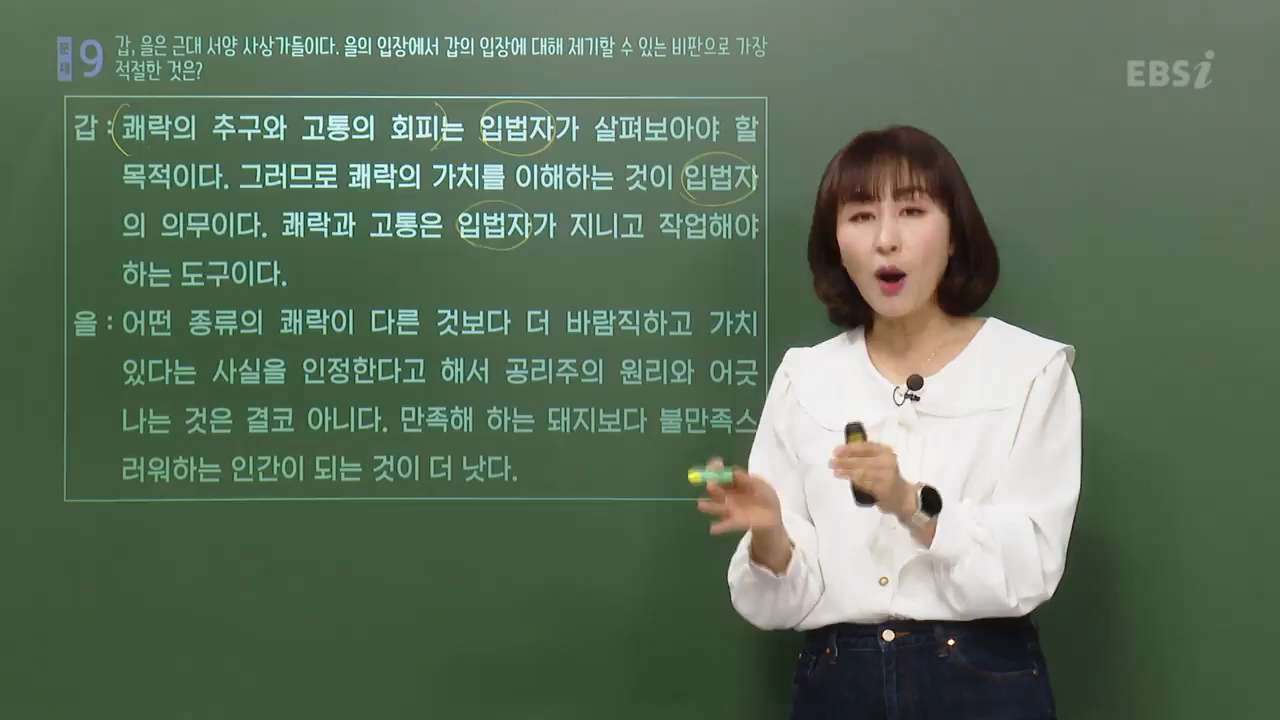 문제 9 갑, 을은 근대 서양 사상가들이다. 을의 입장에서 갑의 입장에 대해 제기할 수 있는 비판으로 가장
적절한 것은?
EBSi
갑 : 쾌락의 추구와 고통의 회피는 입법자가 살펴보아야 할
목적이다. 그러므로 쾌락의 가치를 이해하는 것이 입법자
의 의무이다. 쾌락과 고통은 입법자가 지니고 작업해야
하는 도구이다.
을 : 어떤 종류의 쾌락이 다른 것보다 더 바람직하고 가치
있다는 사실을 인정한다고 해서 공리주의 원리와 어긋
나는 것은 결코 아니다. 만족해 하는 돼지보다 불만족스
러워하는 인간이 되는 것이 더 낫다.